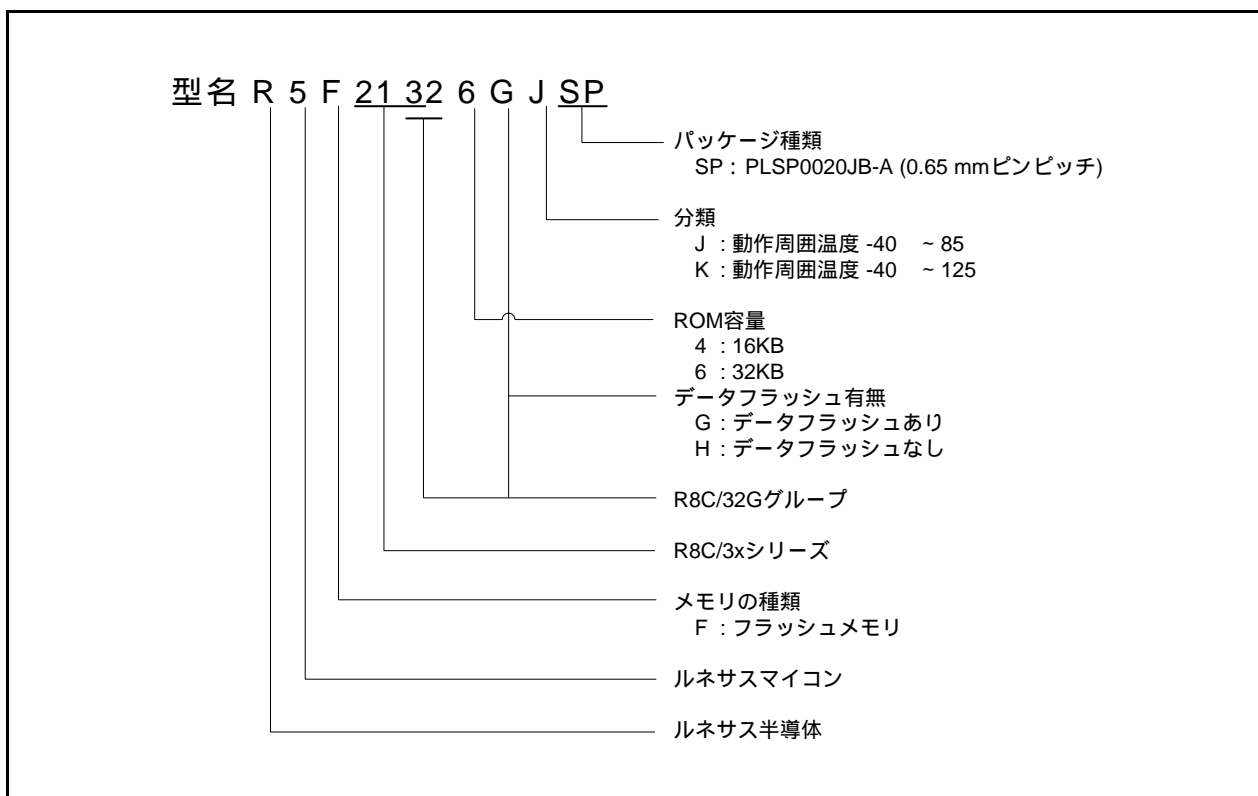 型名 R 5 F 21 32 6 G J SP
パッケージ種類
SP : PLSP0020JB-A (0.65 mmピンピッチ)
分類
J : 動作周囲温度 -40 ~ 85
K : 動作周囲温度 -40 ~ 125
ROM容量
4 : 16KB
6 : 32KB
データフラッシュ有無
G : データフラッシュあり
H : データフラッシュなし
R8C/32Gグループ
R8C/3xシリーズ
メモリの種類
F : フラッシュメモリ
ルネサスマイコン
ルネサス半導体